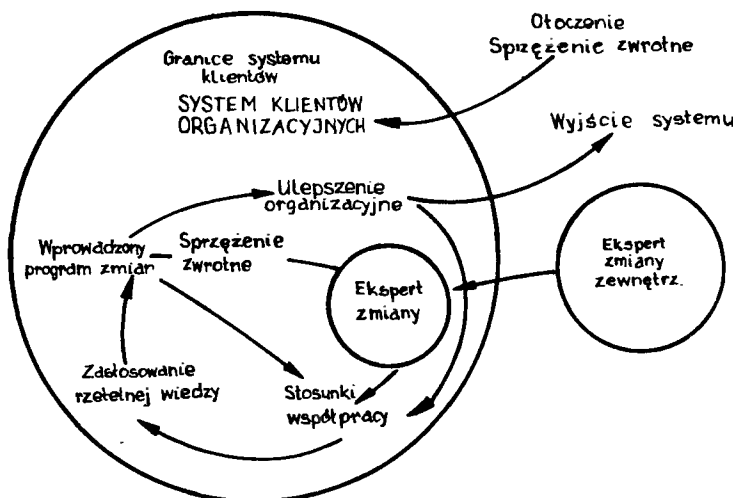 Otoczenie
Sprzężenie zwrotne
Granice systemu
klientów
SYSTEM KLIENTÓW
ORGANIZACYJNYCH
Wyjście systemu
Ulepszenie
organizacyjne
Wprowadzony
program zmian
Sprzężenie
zwrotne
Ekspert
zmiany
Ekspert
zmiany
zewnętrz.
Zastosowanie
rzetelnej wiedzy
Stosunki
współpracy